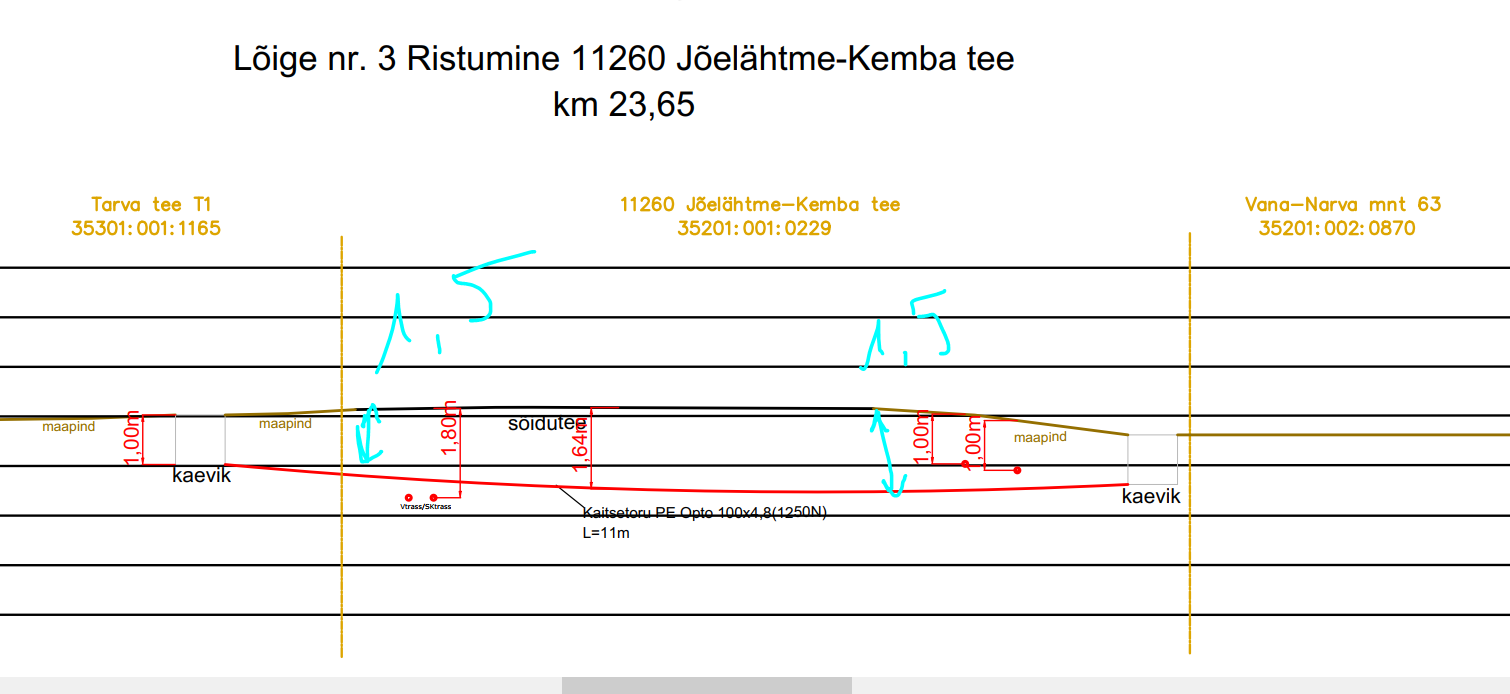 Lõige nr. 3 Ristumine 11260 Jõelähtme-Kemba tee
km 23,65
Tarva tee T1
35301:001:1165
11260 Jõelähtme-Kemba tee
35201:001:0229
Vana-Narva mnt 63
35201:002:0870
1,5
1,5
maapind
1,00m
maapind
kaevik
1,80m
sõidutee
1,64m
1,00m
1,00m
maapind
kaevik
Vtrass/SKtrass
Kaitsetoru PE Opto 100x4,8(1250N)
L=11m